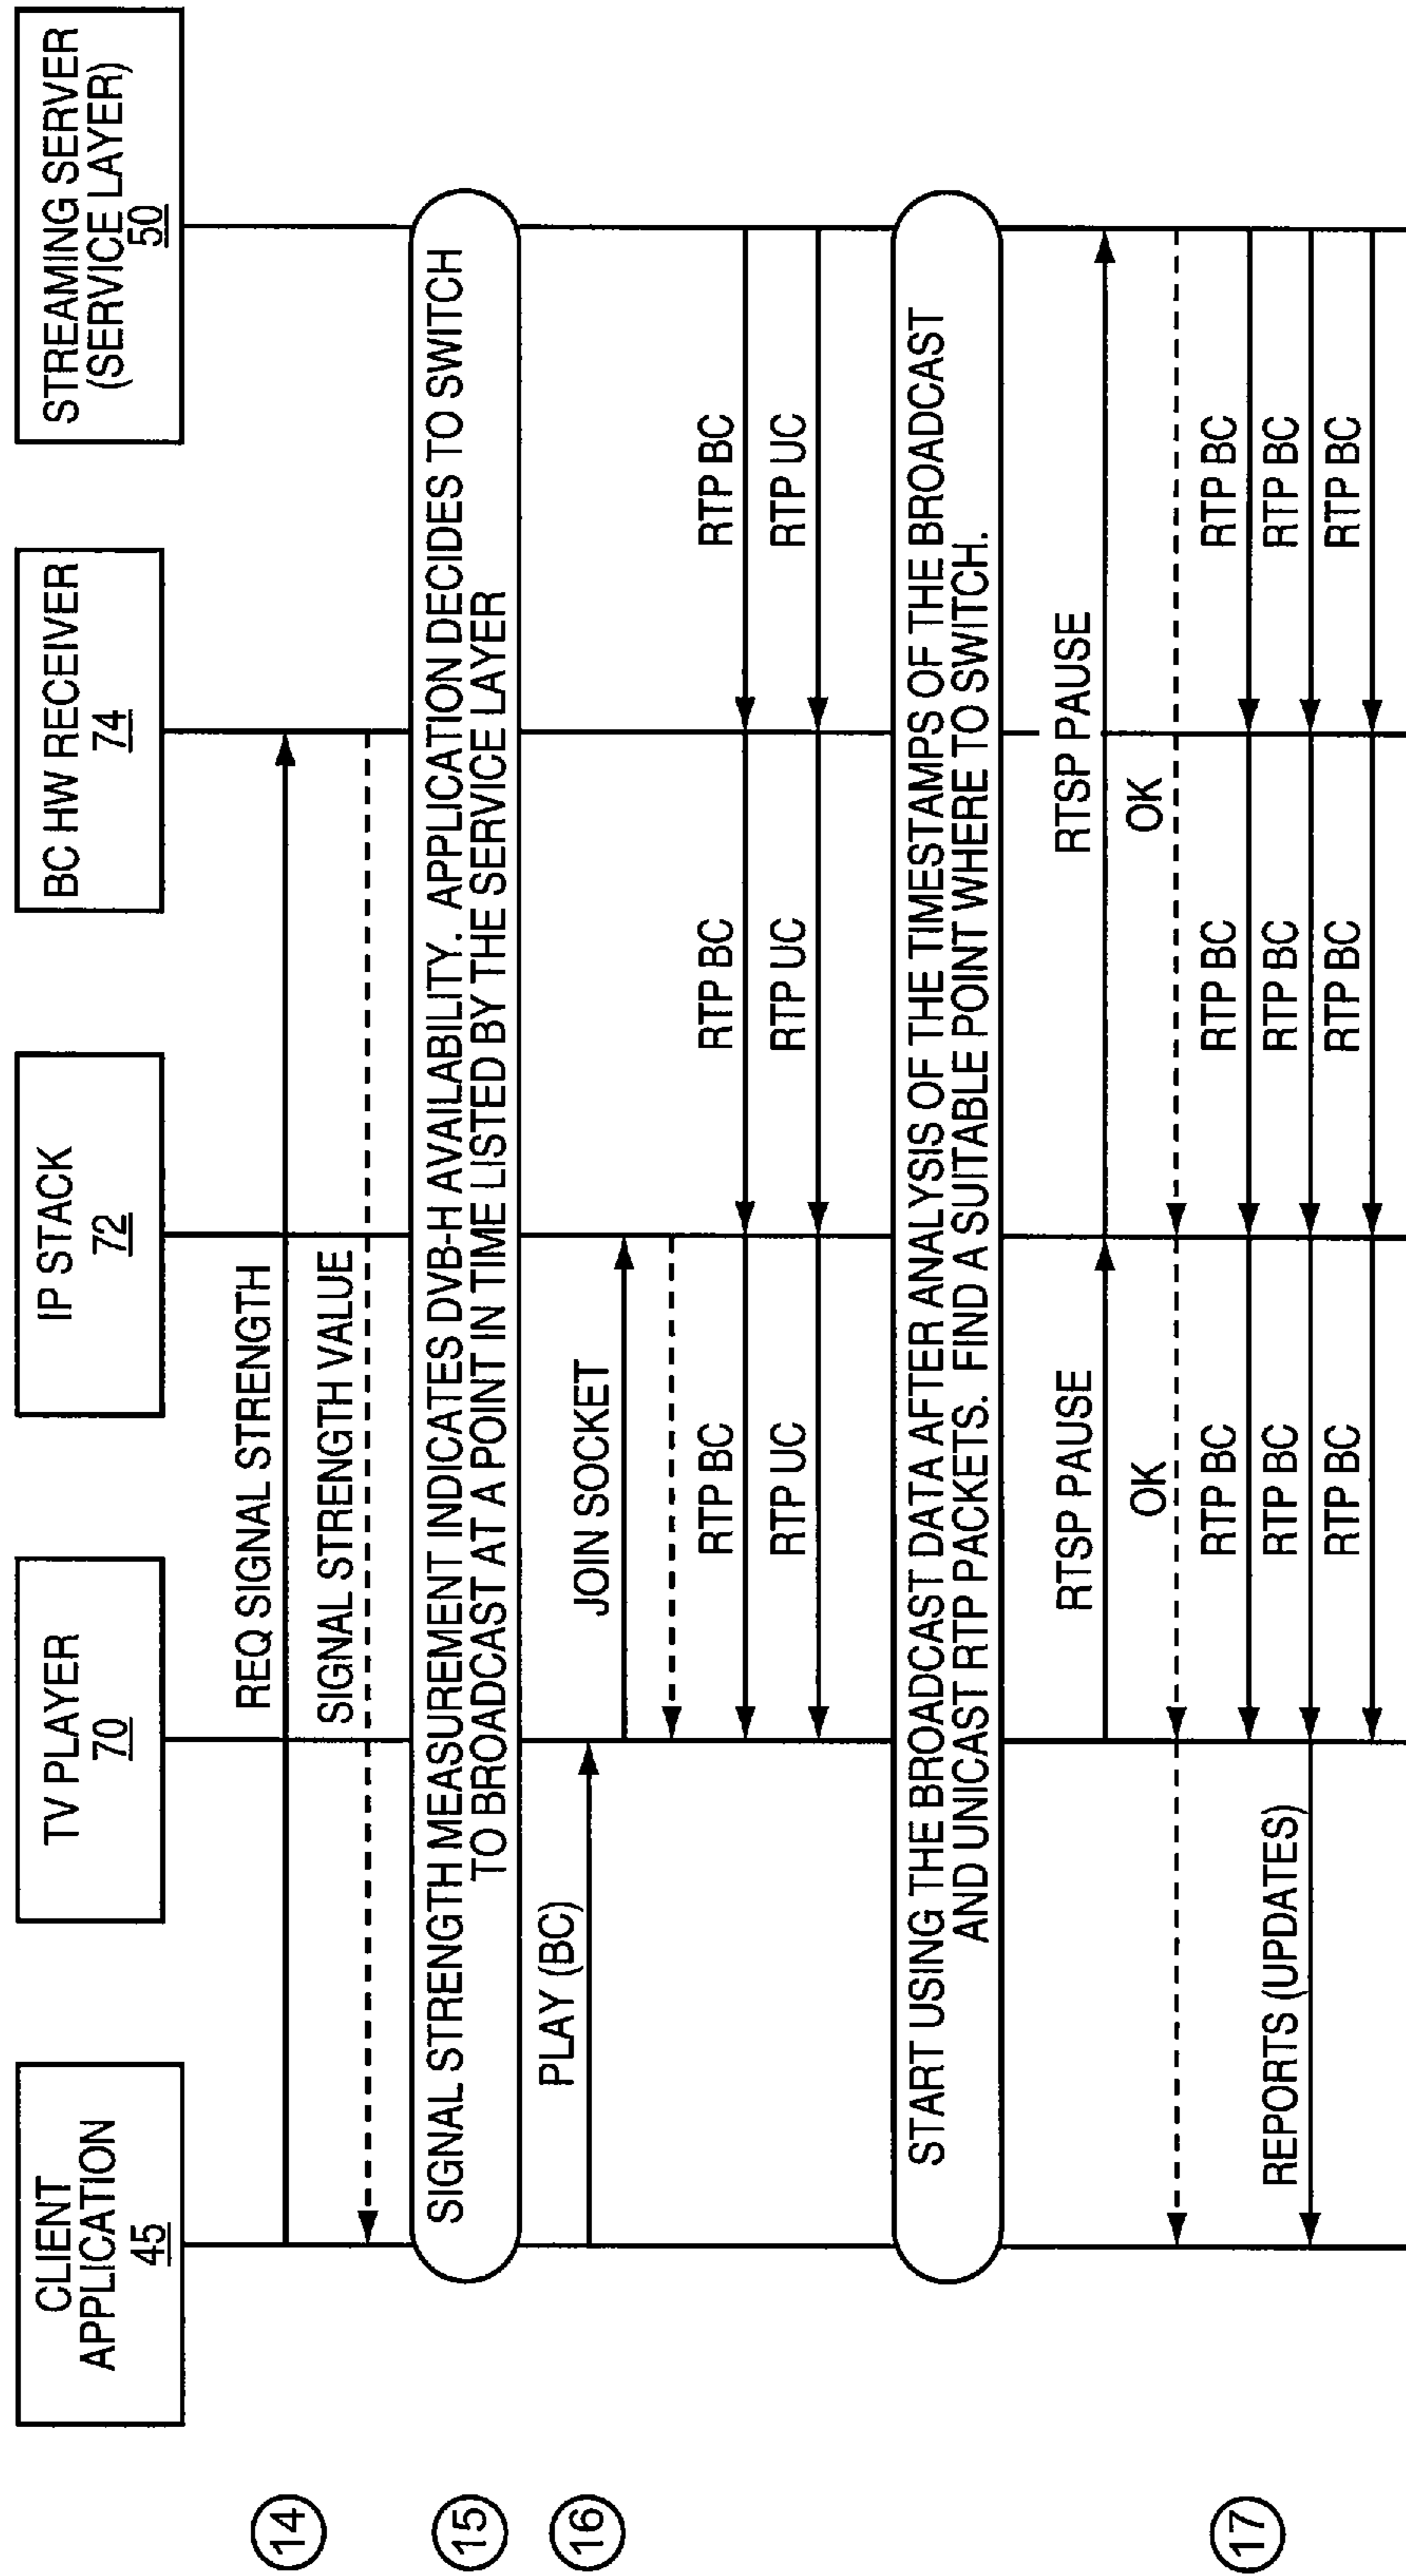 CLIENT
APPLICATION
45
TV PLAYER
70
IP STACK
72
BC HW RECEIVER
74
STREAMING SERVER
(SERVICE LAYER)
50
14
REQ SIGNAL STRENGTH
SIGNAL STRENGTH VALUE
15
SIGNAL STRENGTH MEASUREMENT INDICATES DVB-H AVAILABILITY. APPLICATION DECIDES TO SWITCH
TO BROADCAST AT A POINT IN TIME LISTED BY THE SERVICE LAYER
16
PLAY (BC)
JOIN SOCKET
RTP BC
RTP BC
RTP BC
RTP UC
RTP UC
RTP UC
START USING THE BROADCAST DATA AFTER ANALYSIS OF THE TIMESTAMPS OF THE BROADCAST
AND UNICAST RTP PACKETS. FIND A SUITABLE POINT WHERE TO SWITCH.
RTSP PAUSE
RTSP PAUSE
OK
OK
17
RTP BC
RTP BC
RTP BC
REPORTS (UPDATES)
RTP BC
RTP BC
RTP BC
RTP BC
RTP BC
RTP BC